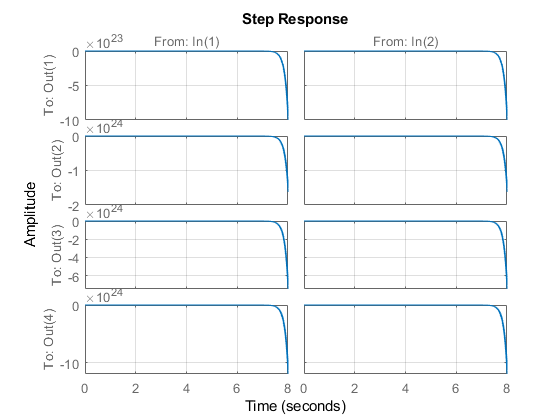 Step Response
From: In(1) From: In(2)
×10^23
0
-5
-10
To: Out(1)
×10^24
0
-1
-2
To: Out(2)
×10^24
0
-2
-4
-6
To: Out(3)
×10^24
0
-10
To: Out(4)
Amplitude
0 2 4 6 8 0 2 4 6 8
Time (seconds)